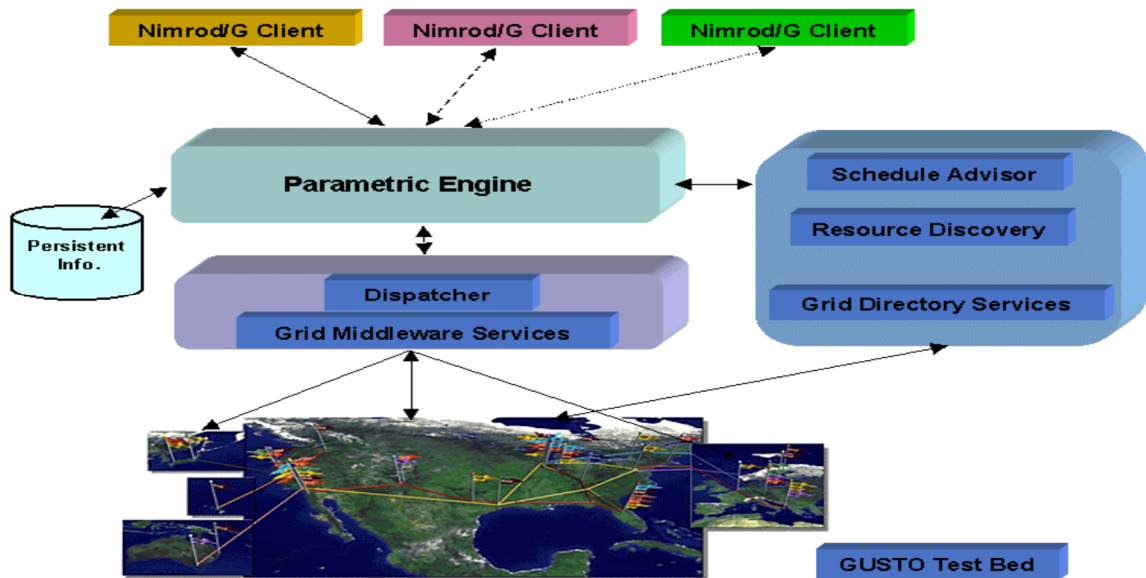 Nimrod/G Client
Nimrod/G Client
Nimrod/G Client
Parametric Engine
Schedule Advisor
Resource Discovery
Grid Directory Services
Persistent
Info.
Dispatcher
Grid Middleware Services
GUSTO Test Bed